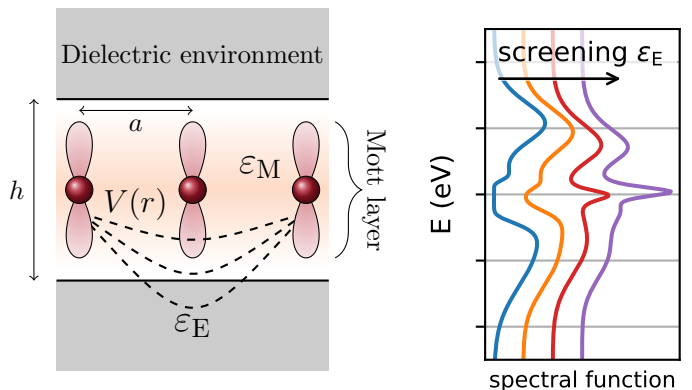 Dielectric environment
a
h
ε_M
V(r)
Mott layer
ε_E
screening ε_E
E (eV)
spectral function